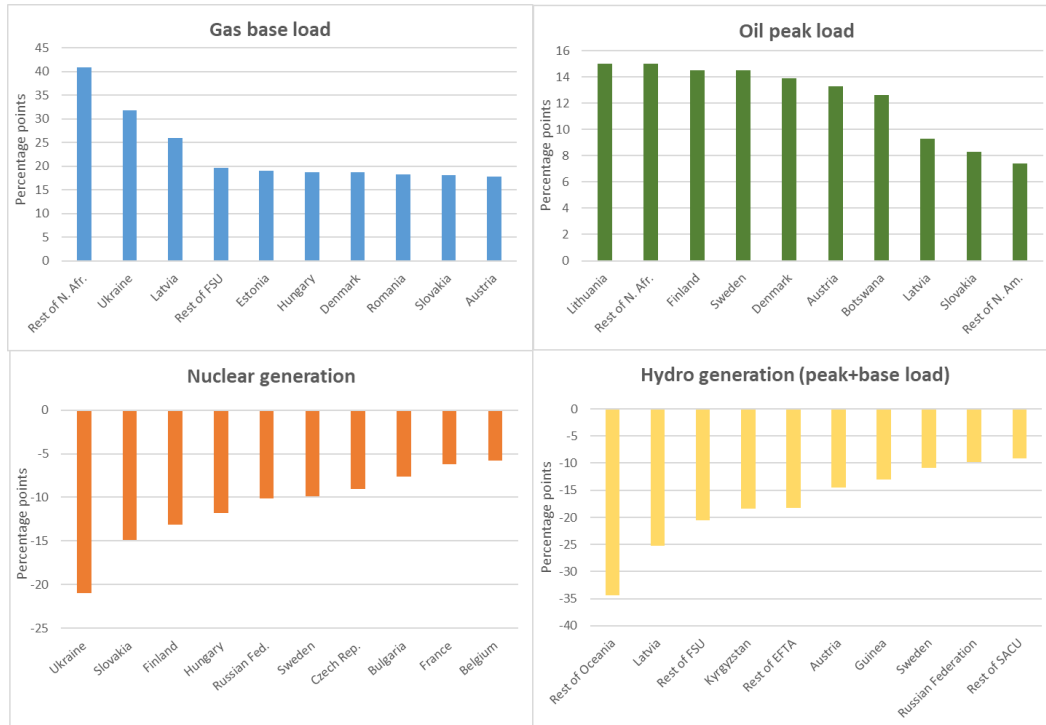 Gas base load
Percentage points
45
40
35
30
25
20
15
10
5
0
Rest of N. Afr.
Ukraine
Latvia
Rest of FSU
Estonia
Hungary
Denmark
Romania
Slovakia
Austria
Oil peak load
Percentage points
16
14
12
10
8
6
4
2
0
Lithuania
Rest of N. Afr.
Finland
Sweden
Denmark
Austria
Botswana
Latvia
Slovakia
Rest of N. Am.
Nuclear generation
Percentage points
0
-5
-10
-15
-20
-25
Ukraine
Slovakia
Finland
Hungary
Russian Fed.
Sweden
Czech Rep.
Bulgaria
France
Belgium
Hydro generation (peak+base load)
Percentage points
0
-5
-10
-15
-20
-25
-30
-35
-40
Rest of Oceania
Latvia
Rest of FSU
Kyrgyzstan
Rest of EFTA
Austria
Guinea
Sweden
Russian Federation
Rest of SACU